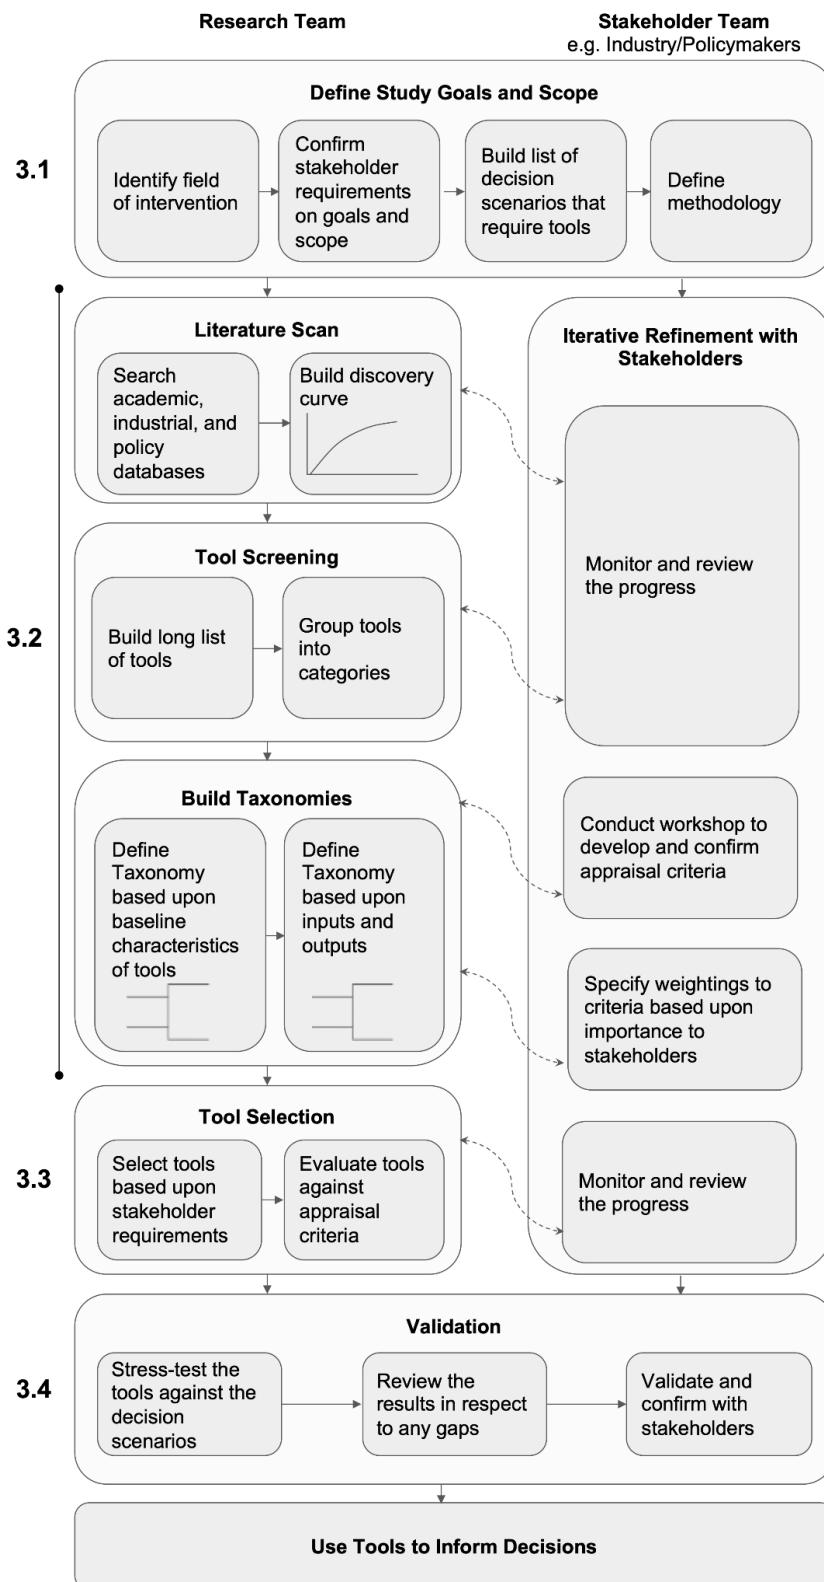 Research Team
Stakeholder Team
e.g. Industry/Policymakers
3.1
Define Study Goals and Scope
Identify field
of intervention
Confirm
stakeholder
requirements
on goals and
scope
Build list of
decision
scenarios that
require tools
Define
methodology
3.2
Literature Scan
Search
academic,
industrial, and
policy
databases
Build discovery
curve
Tool Screening
Build long list
of tools
Group tools
into
categories
Build Taxonomies
Define
Taxonomy
based upon
baseline
characteristics
of tools
Define
Taxonomy
based upon
inputs and
outputs
Iterative Refinement with
Stakeholders
Monitor and review
the progress
Conduct workshop to
develop and confirm
appraisal criteria
Specify weightings to
criteria based upon
importance to
stakeholders
3.3
Tool Selection
Select tools
based upon
stakeholder
requirements
Evaluate tools
against
appraisal
criteria
Monitor and review
the progress
3.4
Validation
Stress-test the
tools against the
decision
scenarios
Review the
results in respect
to any gaps
Validate and
confirm with
stakeholders
Use Tools to Inform Decisions